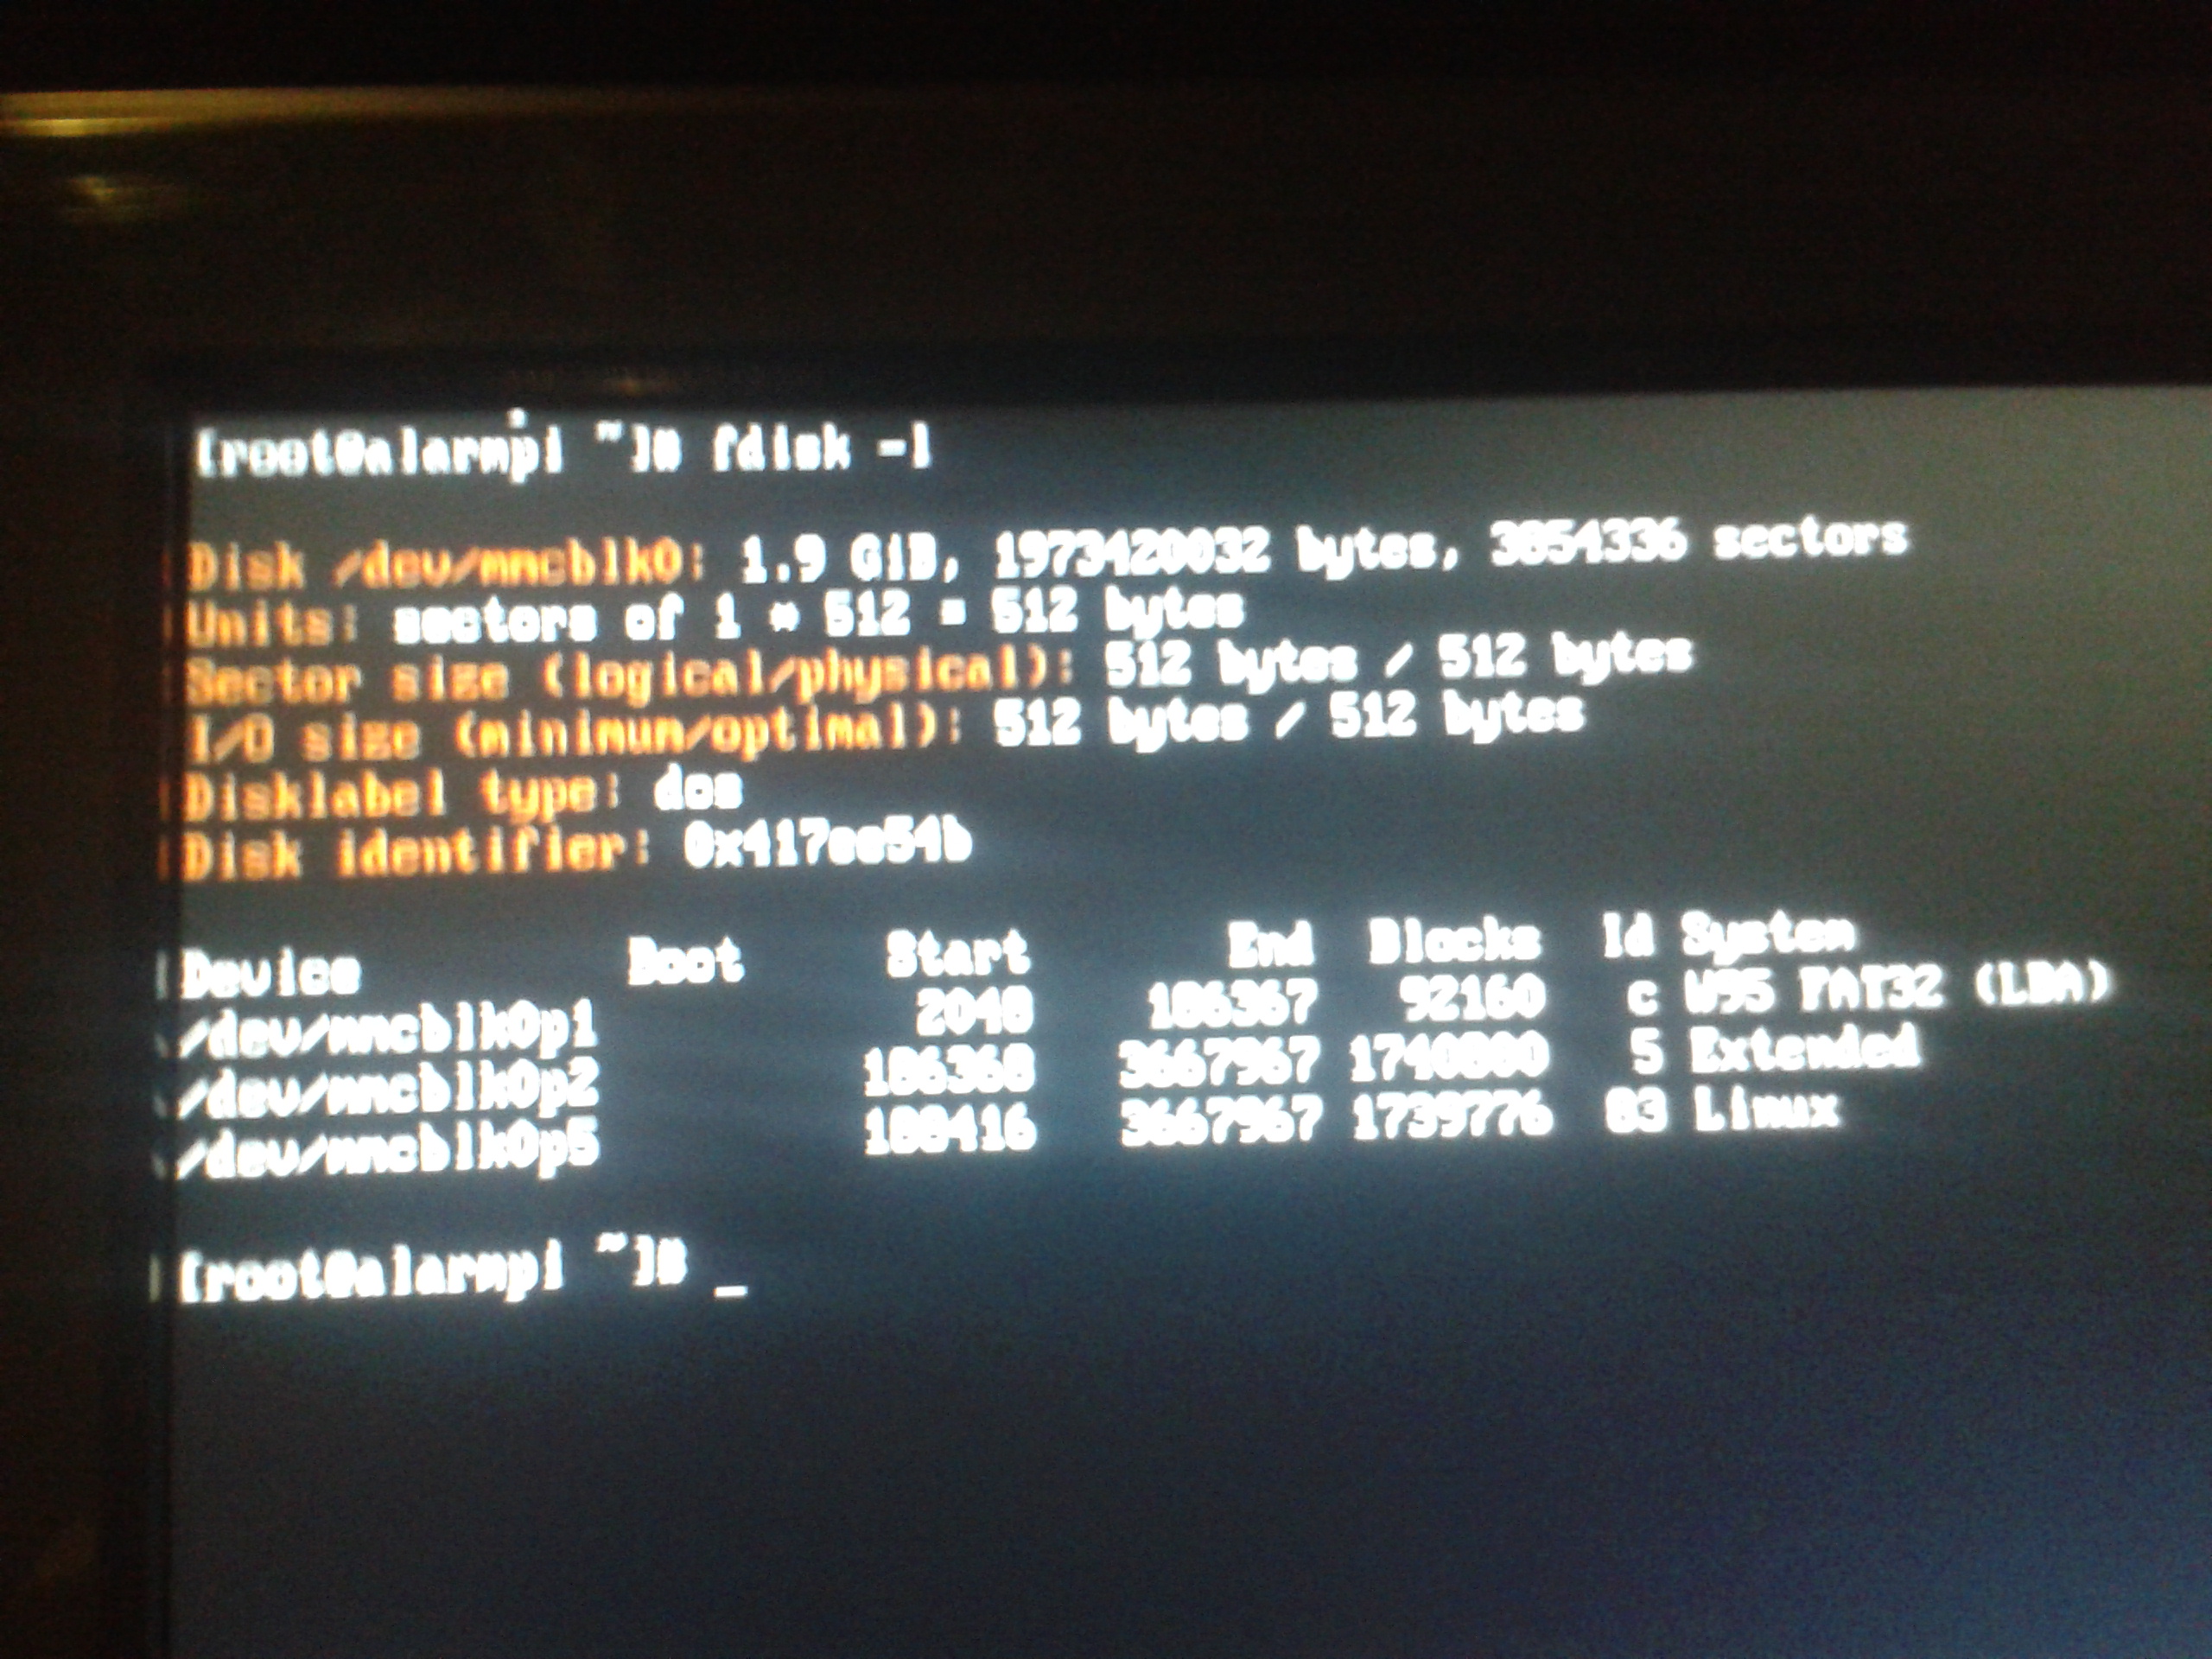 [root@alarmpi ~]# fdisk -l
Disk /dev/mmcblk0: 1.9 GiB, 1973420032 bytes, 3854336 sectors
Units: sectors of 1 * 512 = 512 bytes
Sector size (logical/physical): 512 bytes / 512 bytes
I/O size (minimum/optimal): 512 bytes / 512 bytes
Disklabel type: dos
Disk identifier: 0x417ee54b
Device Boot Start End Blocks Id System
/dev/mmcblk0p1 2048 186367 92160 c W95 FAT32 (LBA)
/dev/mmcblk0p2 186368 3667967 1740800 5 Extended
/dev/mmcblk0p5 188416 3667967 1739776 83 Linux
[root@alarmpi ~]# _